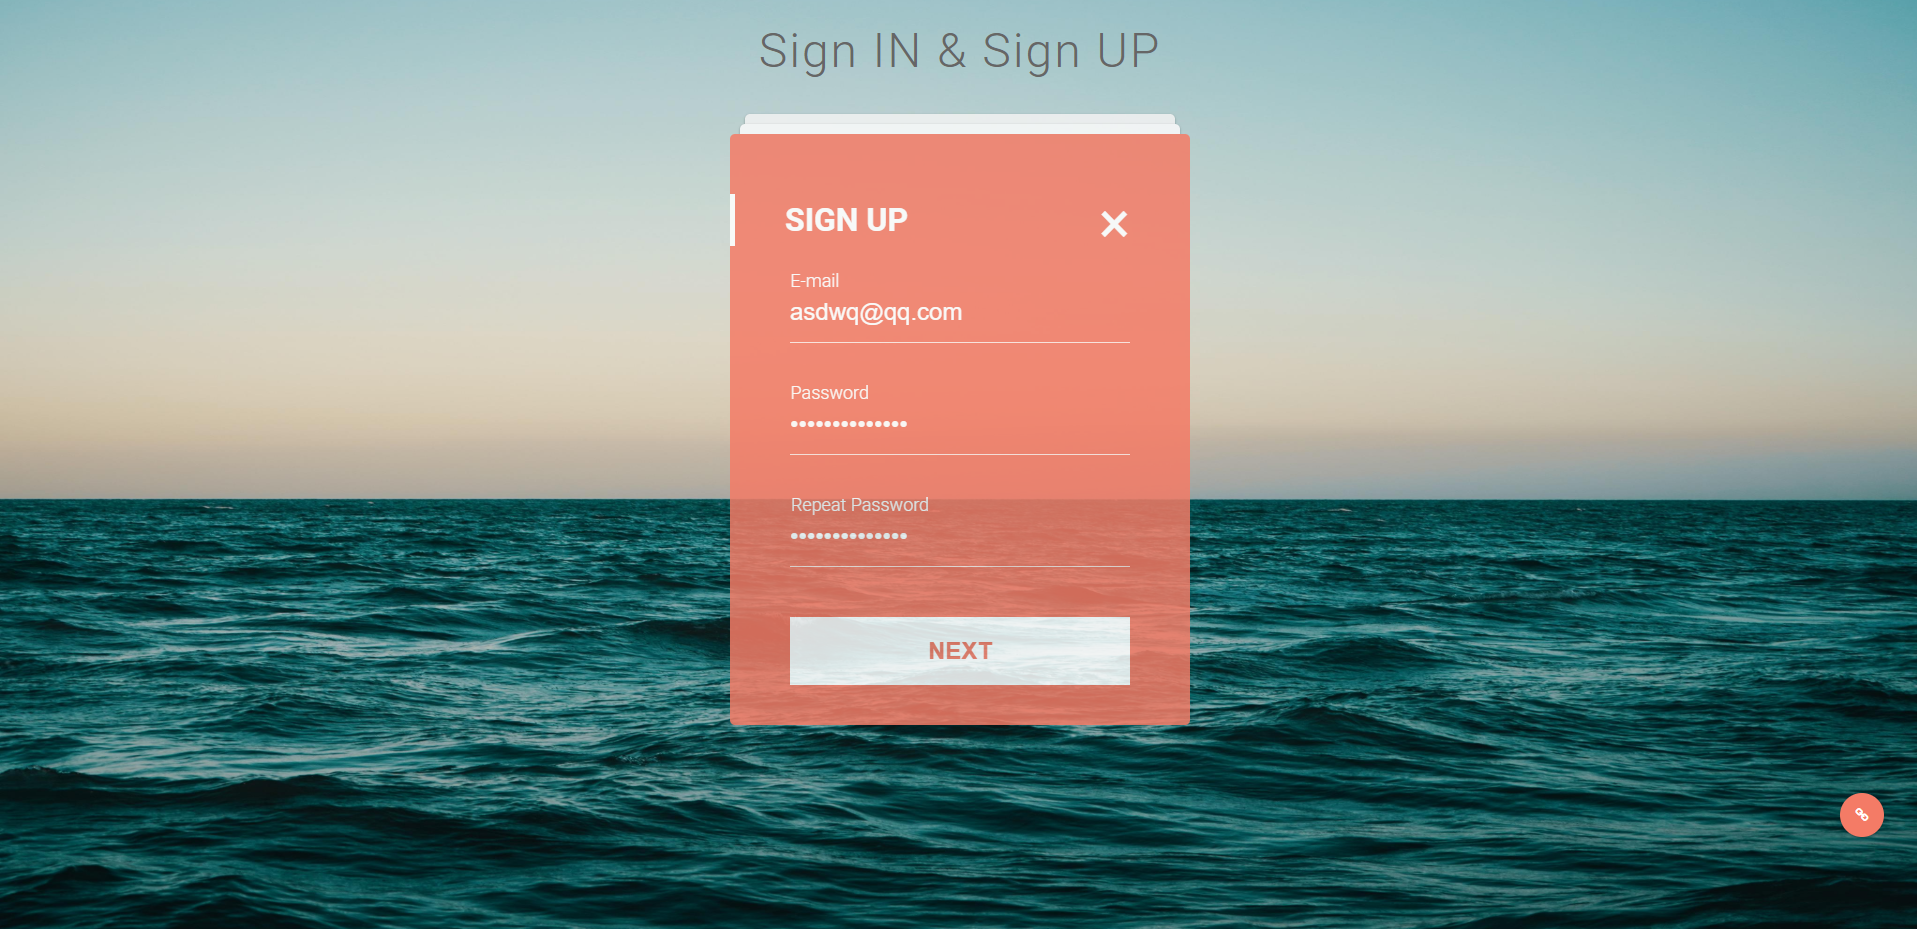 Sign IN & Sign UP
SIGN UP
E-mail
asdwq@qq.com
Password
••••••••••••••
Repeat Password
••••••••••••••
NEXT